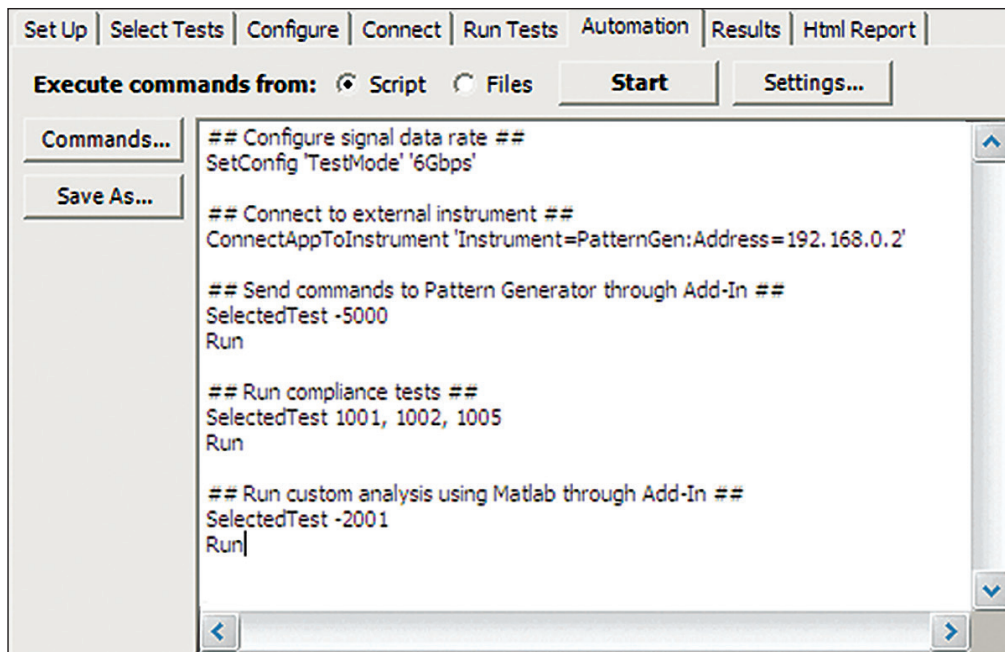 Set Up Select Tests Configure Connect Run Tests Automation Results Html Report
Execute commands from: Script Files Start Settings...
Commands...
Save As...
## Configure signal data rate ##
SetConfig 'TestMode' '6Gbps'
## Connect to external instrument ##
ConnectAppToInstrument 'Instrument=PatternGen:Address=192.168.0.2'
## Send commands to Pattern Generator through Add-In ##
SelectedTest -5000
Run
## Run compliance tests ##
SelectedTest 1001, 1002, 1005
Run
## Run custom analysis using Matlab through Add-In ##
SelectedTest -2001
Run